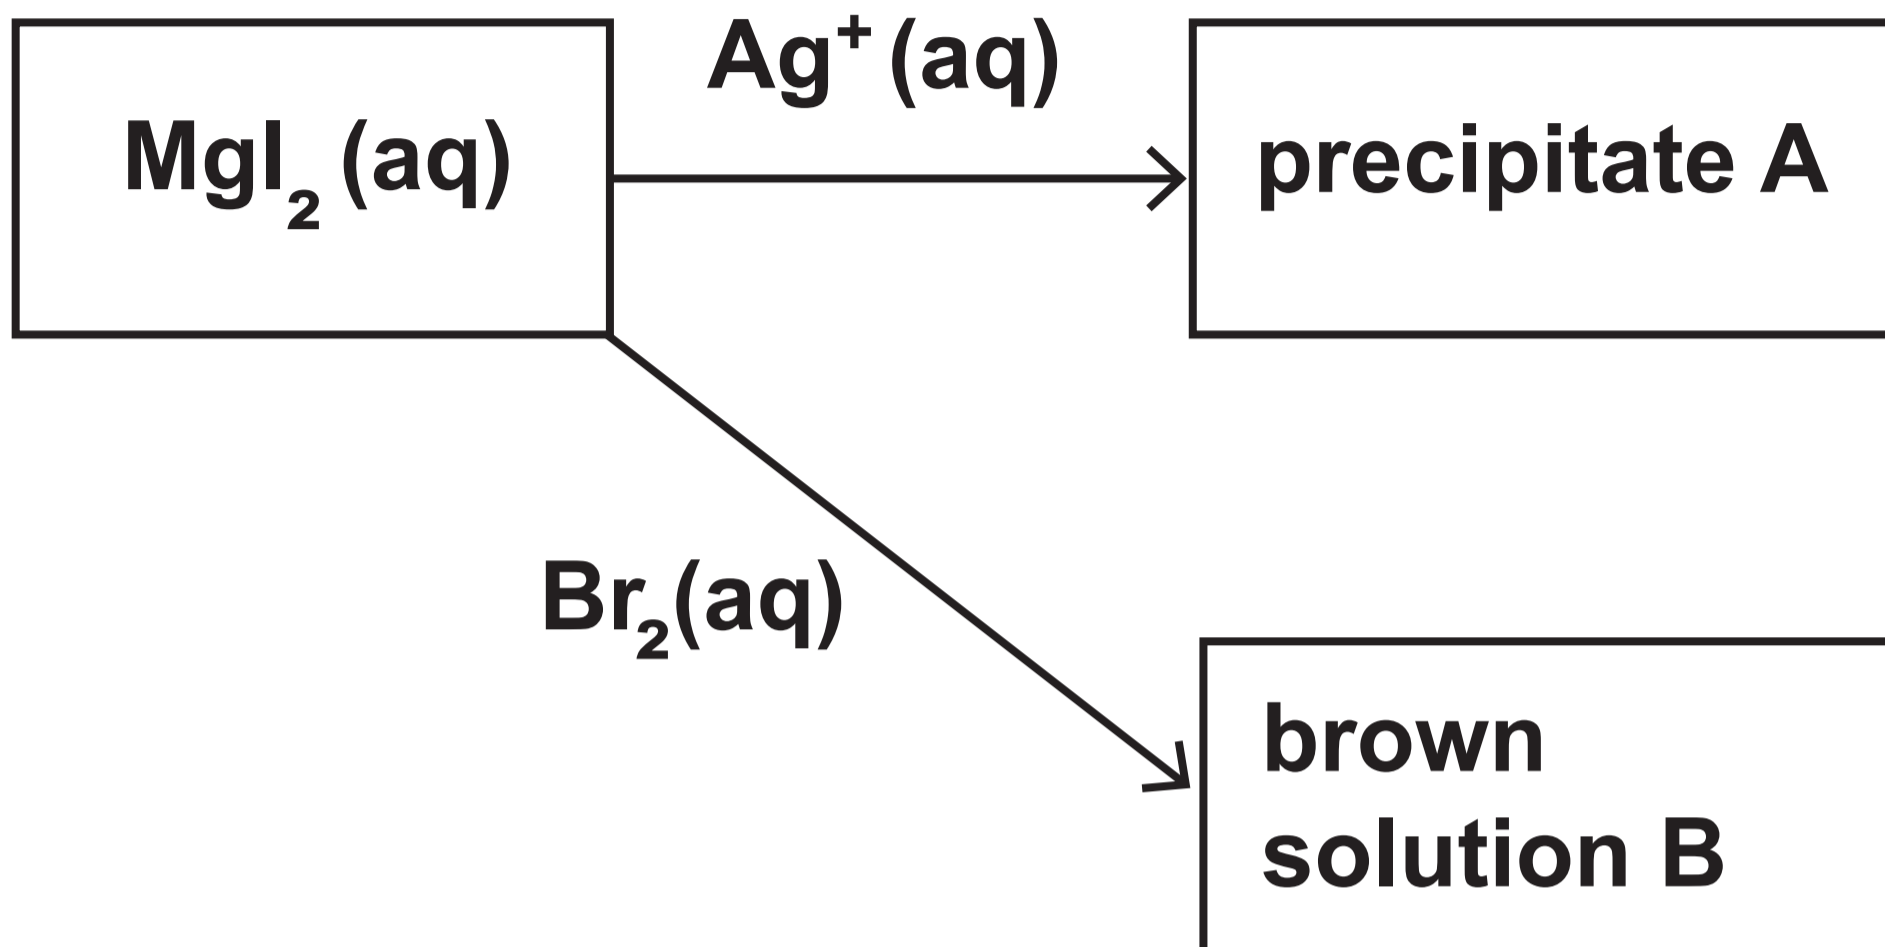 Ag⁺ (aq)
MgI₂ (aq)
precipitate A
Br₂(aq)
brown
solution B